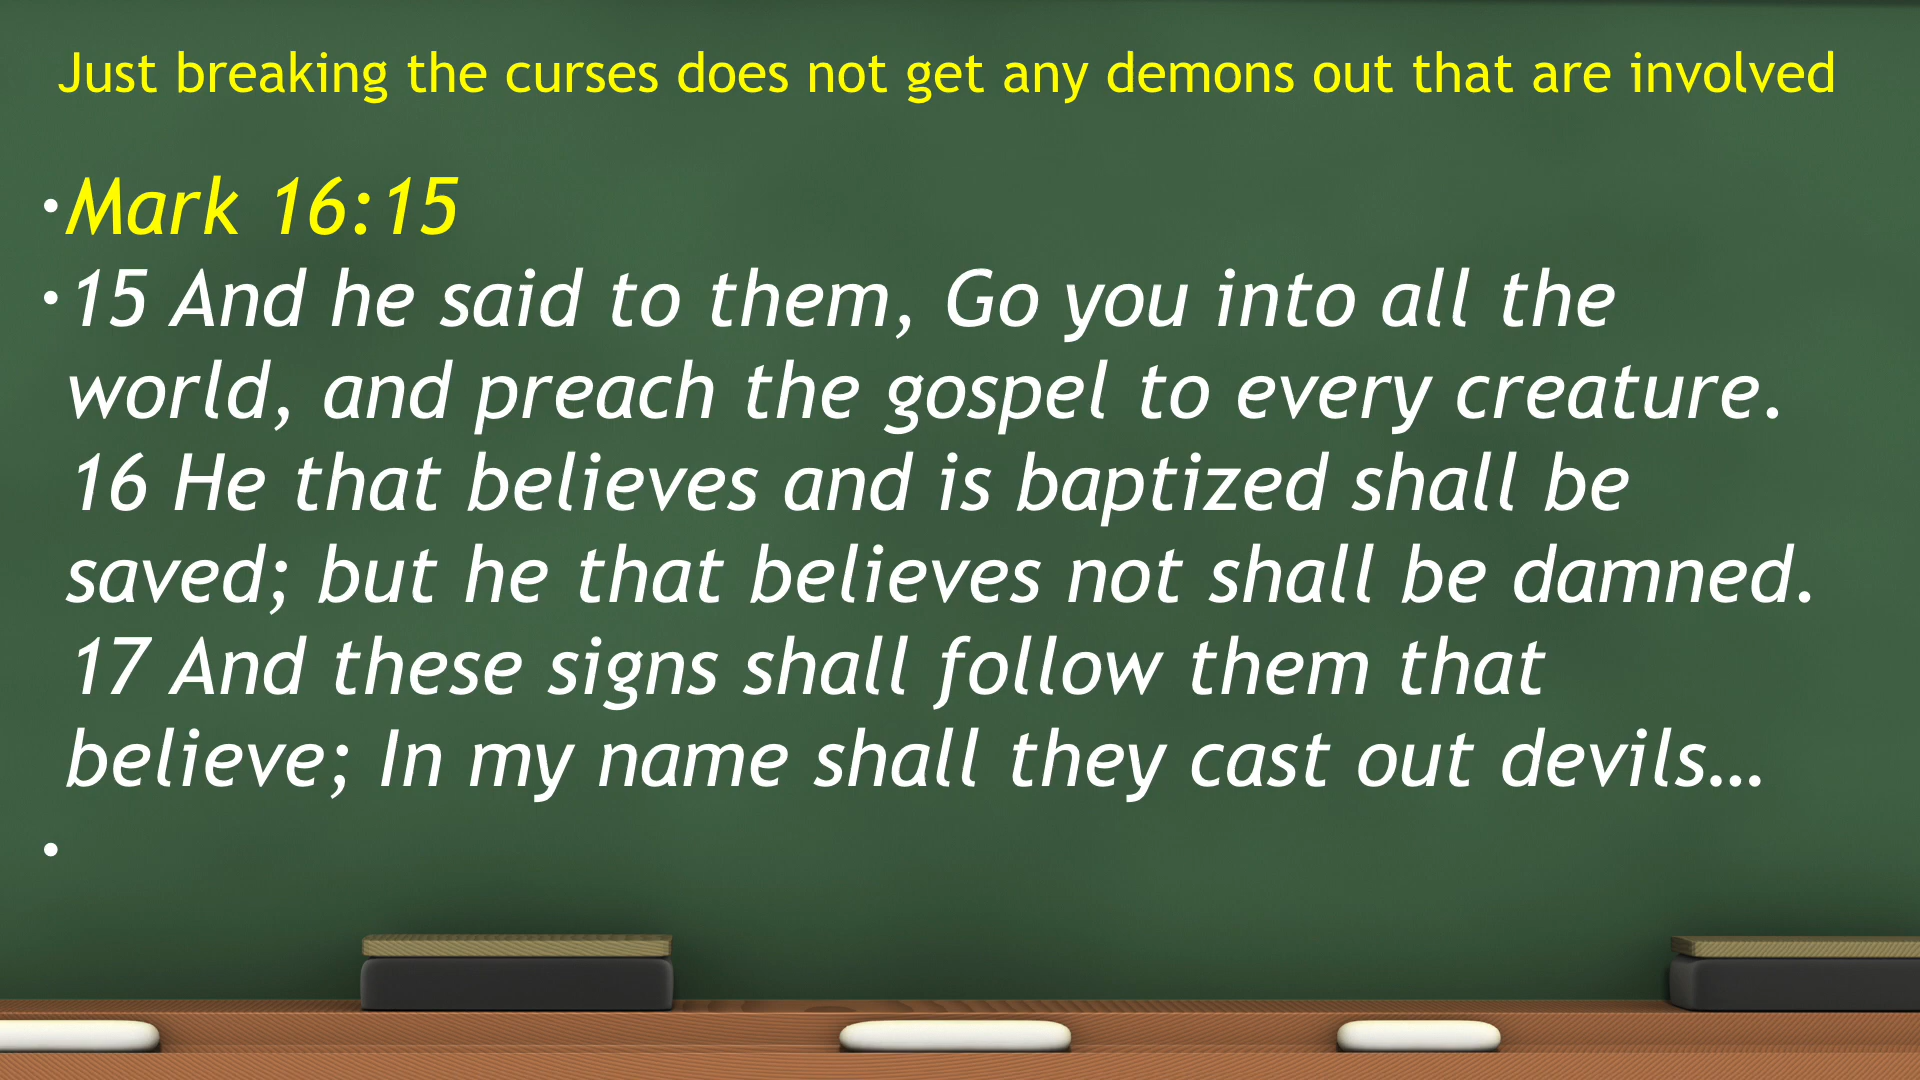 Just breaking the curses does not get any demons out that are involved
•Mark 16:15
•15 And he said to them, Go you into all the
world, and preach the gospel to every creature.
16 He that believes and is baptized shall be
saved; but he that believes not shall be damned.
17 And these signs shall follow them that
believe; In my name shall they cast out devils…
•